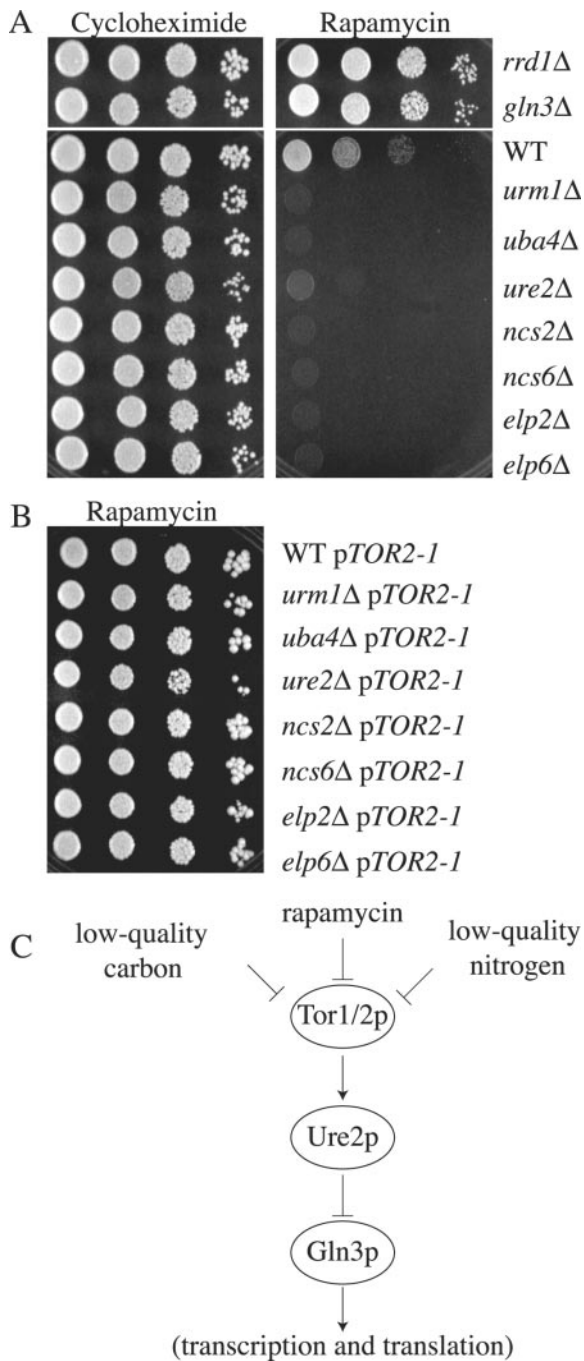 A
Cycloheximide Rapamycin
rrd1Δ
gln3Δ
WT
urm1Δ
uba4Δ
ure2Δ
ncs2Δ
ncs6Δ
elp2Δ
elp6Δ
B
Rapamycin
WT pTOR2-1
urm1Δ pTOR2-1
uba4Δ pTOR2-1
ure2Δ pTOR2-1
ncs2Δ pTOR2-1
ncs6Δ pTOR2-1
elp2Δ pTOR2-1
elp6Δ pTOR2-1
C
low-quality
carbon
rapamycin
low-quality
nitrogen
Tor1/2p
Ure2p
Gln3p
(transcription and translation)